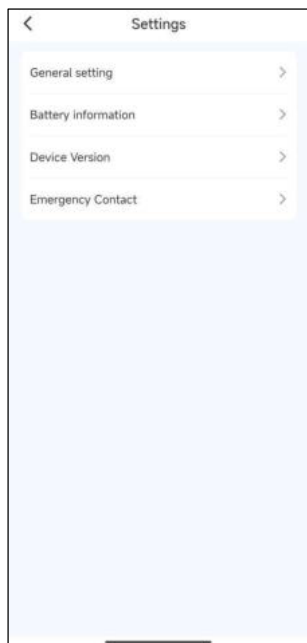 Settings
General setting
Battery information
Device Version
Emergency Contact